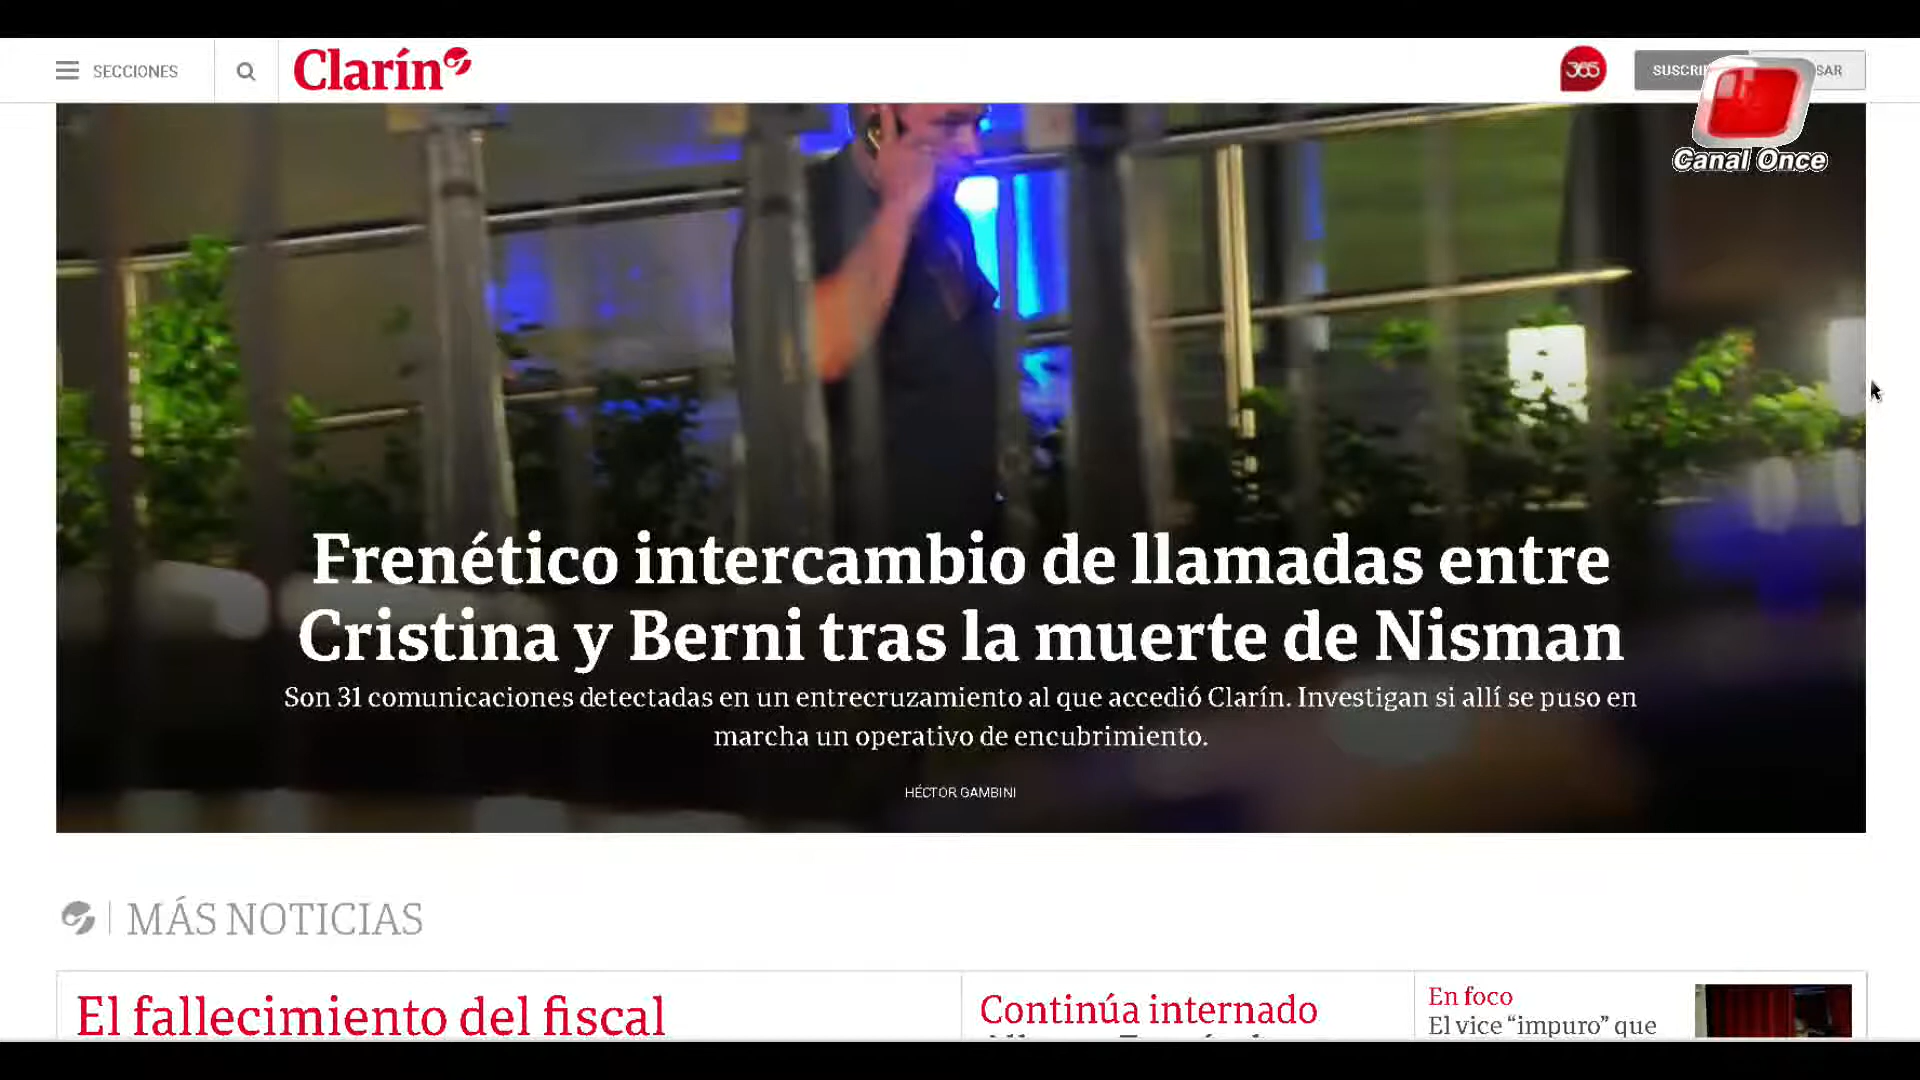 SECCIONES
Clarín
365
Canal Once
Frenético intercambio de llamadas entre
Cristina y Berni tras la muerte de Nisman
Son 31 comunicaciones detectadas en un entrecruzamiento al que accedió Clarín. Investigan si allí se puso en
marcha un operativo de encubrimiento.
HÉCTOR GAMBINI
MÁS NOTICIAS
El fallecimiento del fiscal
Continúa internado
En foco
El vice “impuro” que